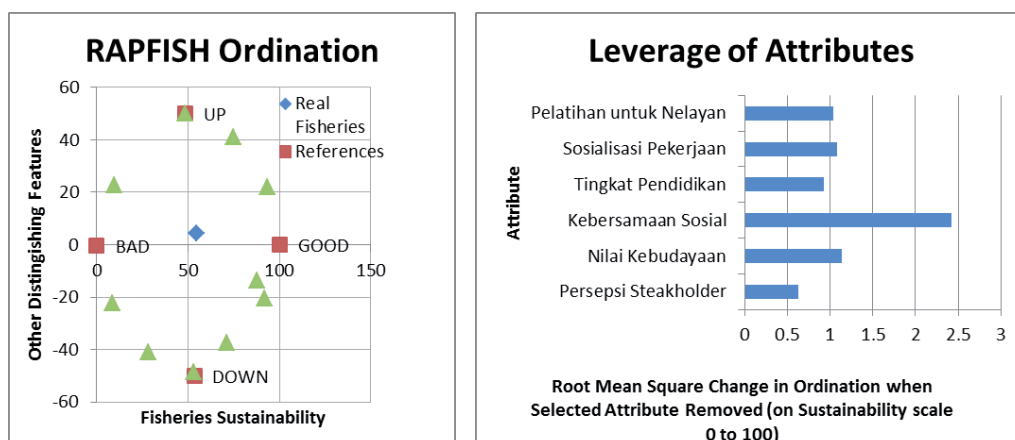 RAPFISH Ordination
60
40
20
0
-20
-40
-60
0
50
100
150
UP
BAD
GOOD
DOWN
Real
Fisheries
References
Other Distingishing Features
Fisheries Sustainability
Leverage of Attributes
Attribute
Pelatihan untuk Nelayan
Sosialisasi Pekerjaan
Tingkat Pendidikan
Kebersamaan Sosial
Nilai Kebudayaan
Persepsi Steakholder
0
0.5
1
1.5
2
2.5
3
Root Mean Square Change in Ordination when
Selected Attribute Removed (on Sustainability scale
0 to 100)